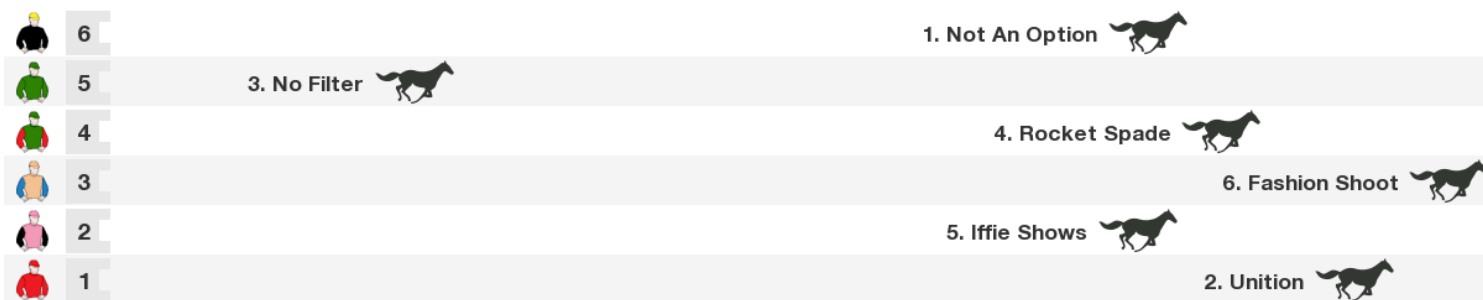 6 1. Not An Option
5 3. No Filter
4 4. Rocket Spade
3 6. Fashion Shoot
2 5. Iffie Shows
1 2. Unition